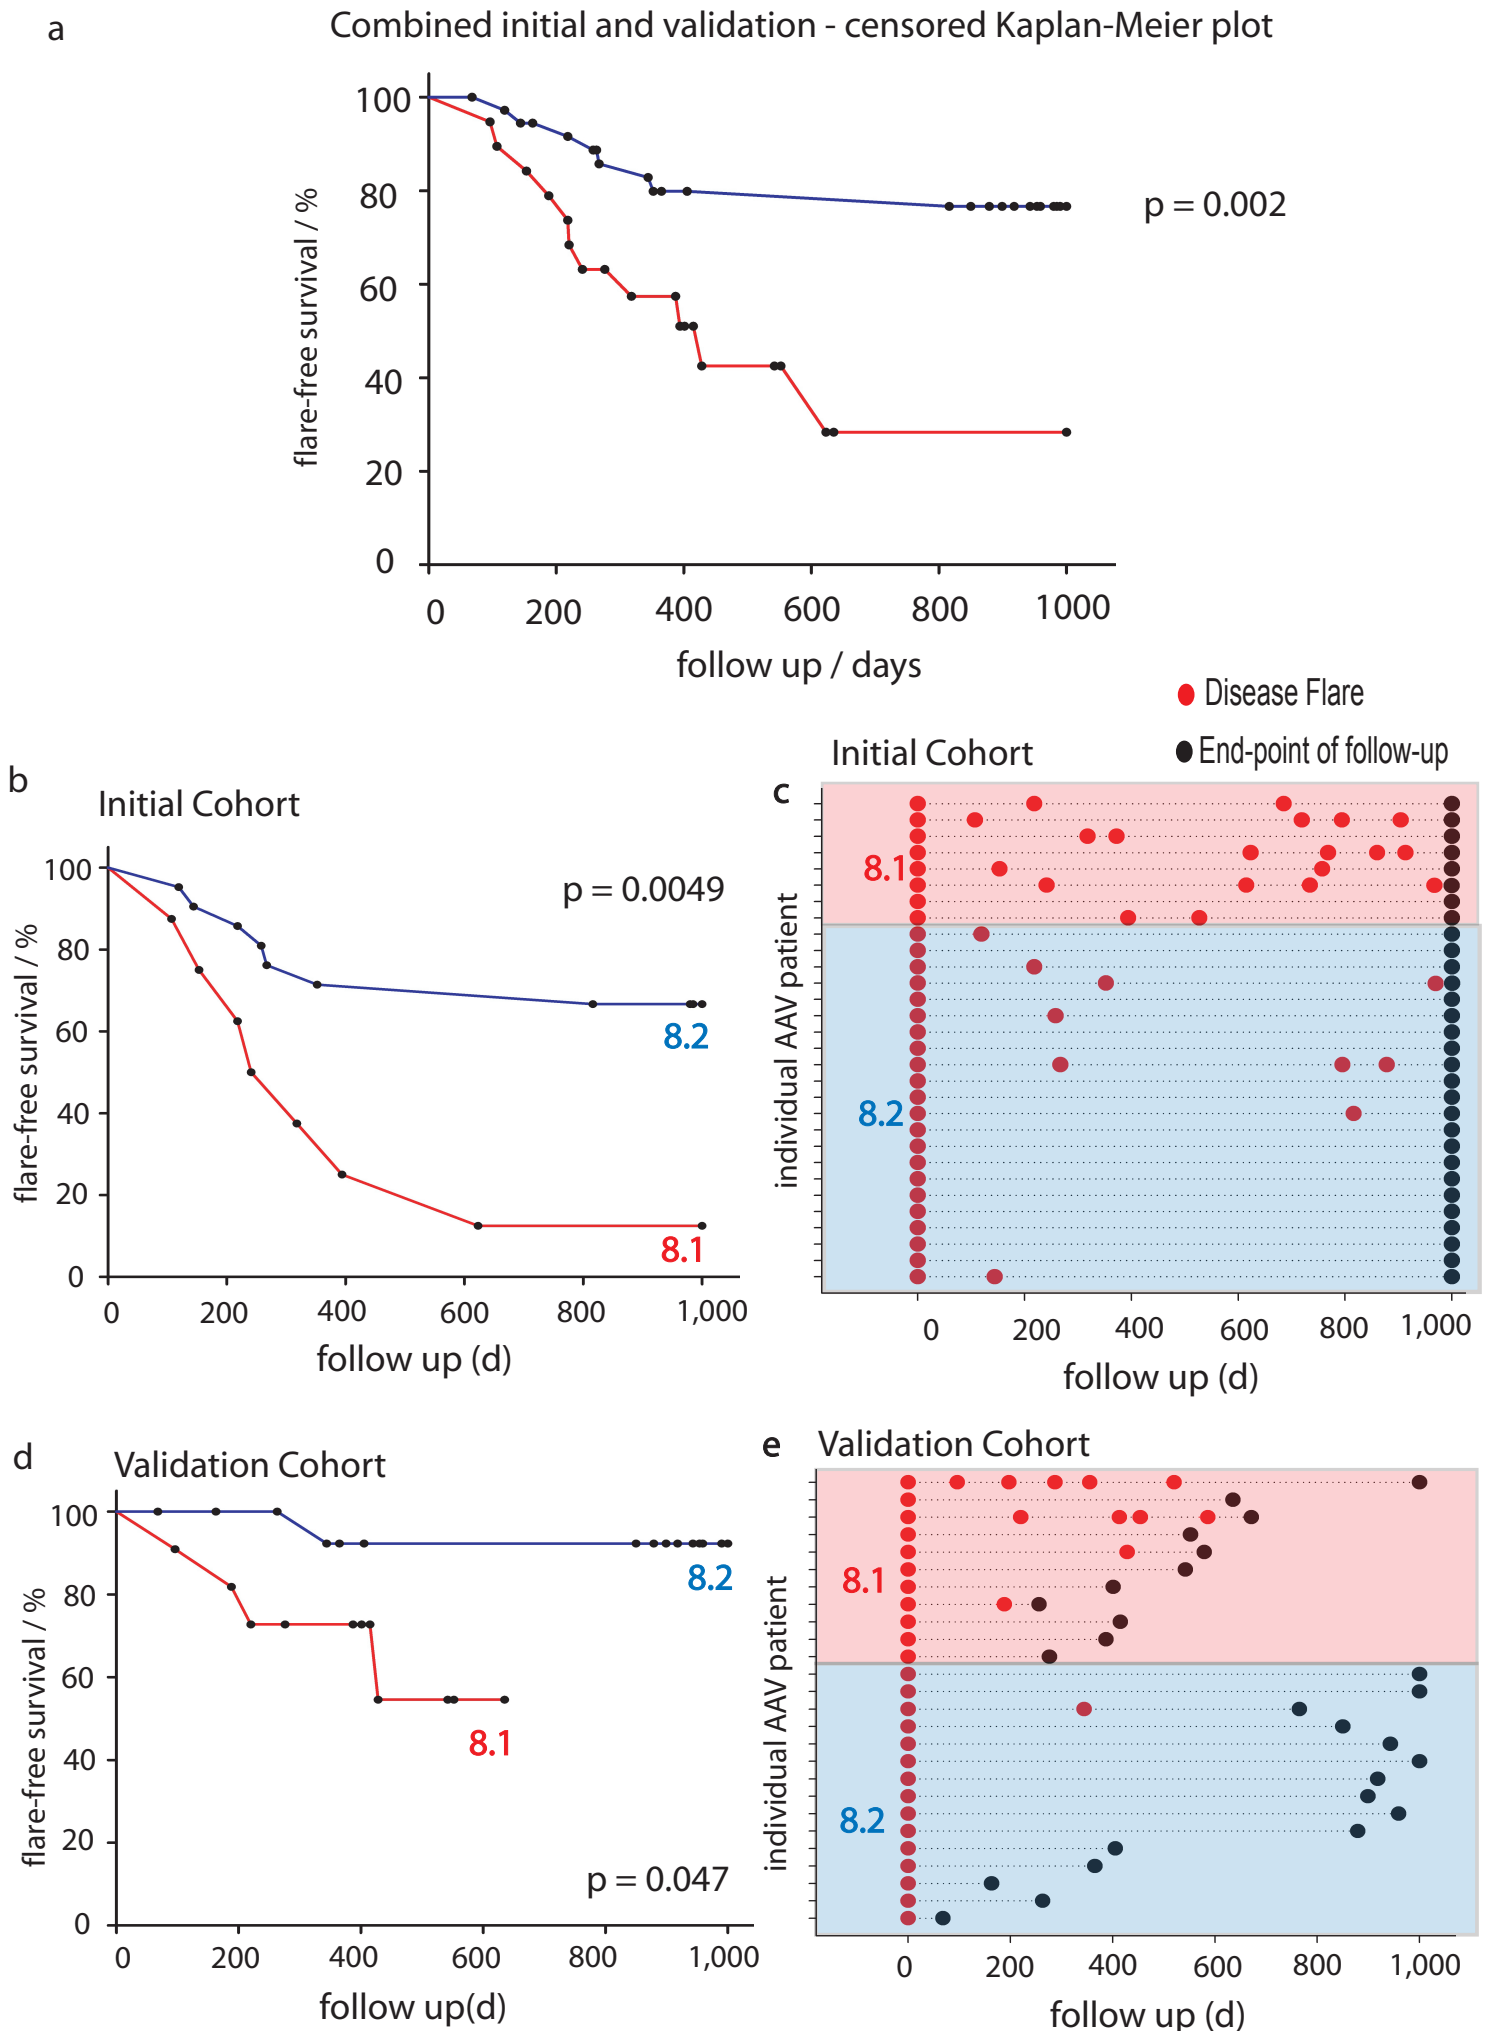 a
Combined initial and validation - censored Kaplan-Meier plot
100
80
60
40
20
0
flare-free survival / %
p = 0.002
0 200 400 600 800 1000
follow up / days
Disease Flare
End-point of follow-up
b
Initial Cohort
100
80
60
40
20
0
flare-free survival / %
p = 0.0049
8.2
8.1
0 200 400 600 800 1,000
follow up (d)
Initial Cohort
c
8.1
8.2
individual AAV patient
0 200 400 600 800 1,000
follow up (d)
d
Validation Cohort
100
80
60
40
20
0
flare-free survival / %
8.2
8.1
p = 0.047
0 200 400 600 800 1,000
follow up(d)
e
Validation Cohort
8.1
8.2
individual AAV patient
0 200 400 600 800 1,000
follow up (d)